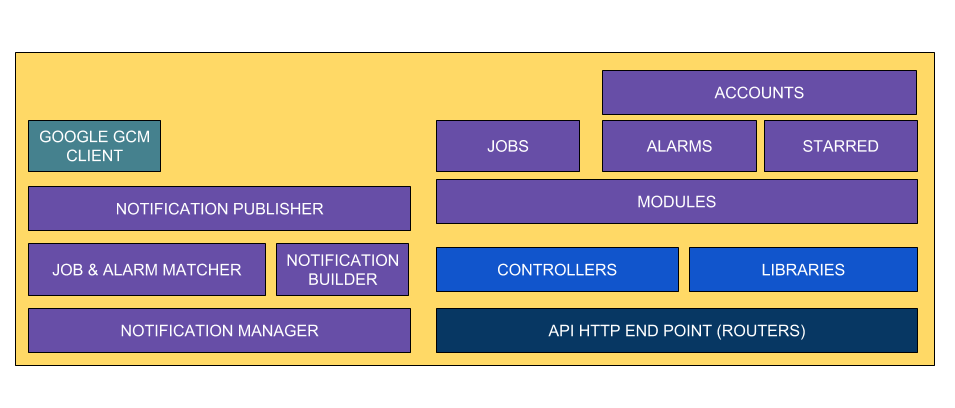 ACCOUNTS
GOOGLE GCM
CLIENT
JOBS
ALARMS
STARRED
NOTIFICATION PUBLISHER
MODULES
JOB & ALARM MATCHER
NOTIFICATION
BUILDER
CONTROLLERS
LIBRARIES
NOTIFICATION MANAGER
API HTTP END POINT (ROUTERS)